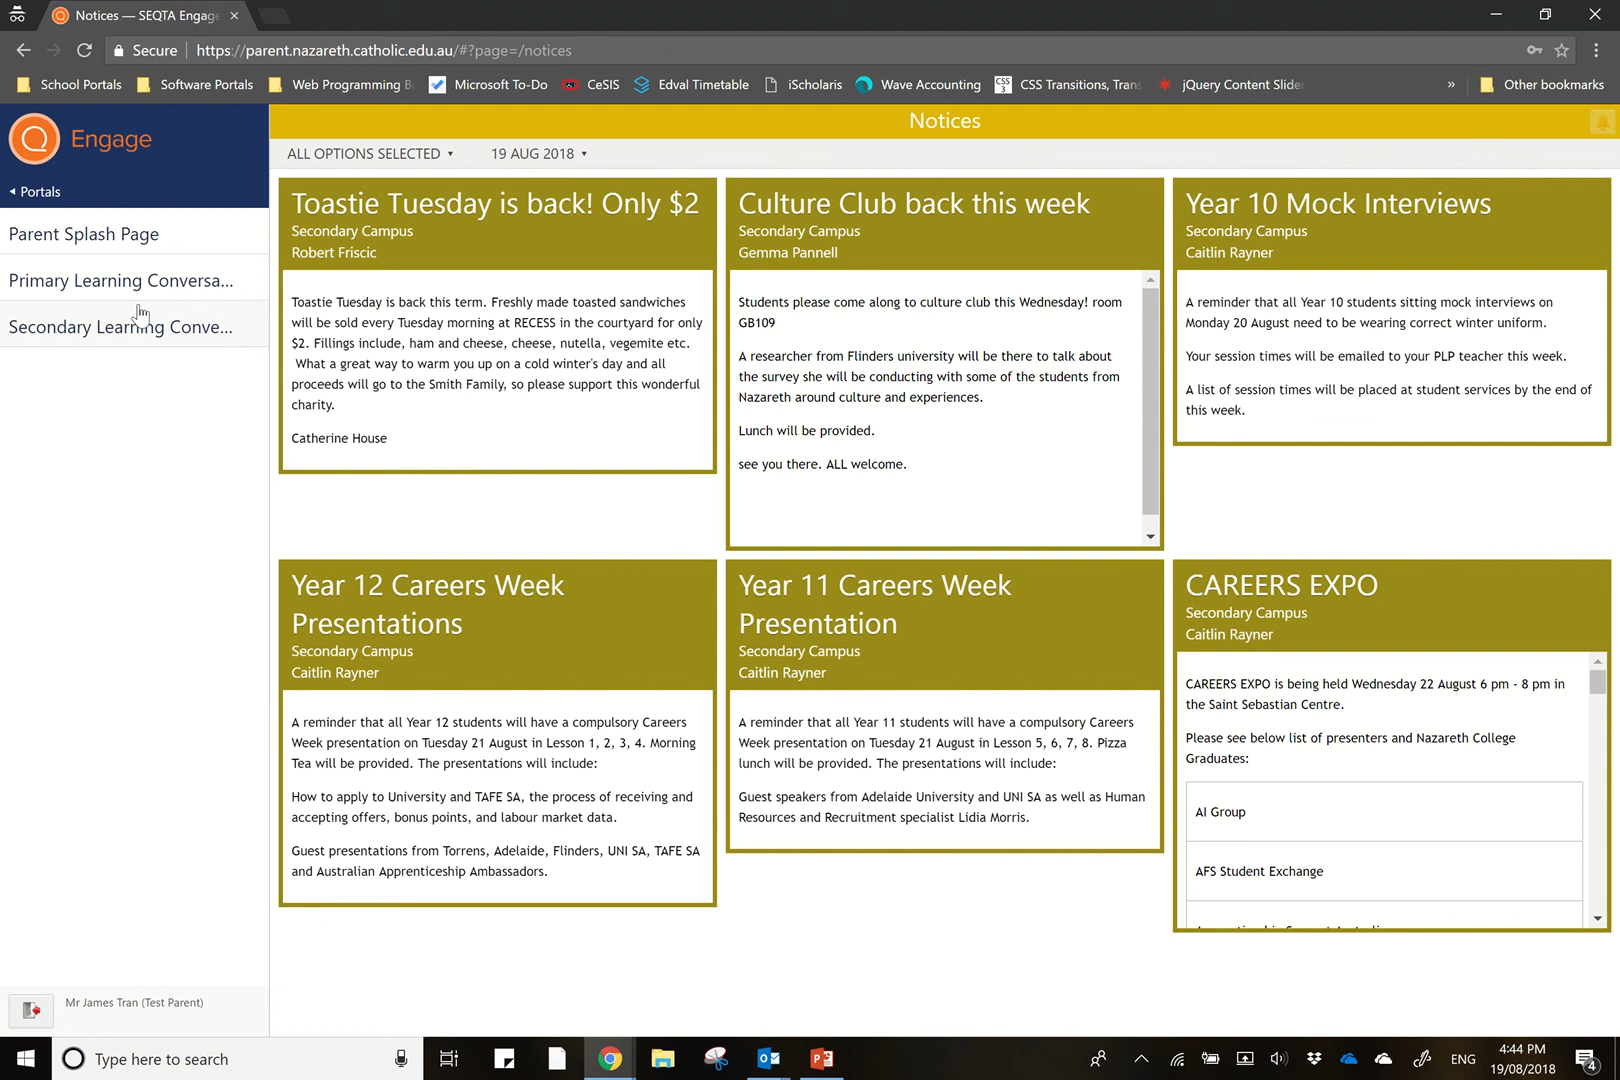 Notices — SEQTA Engage
Secure
https://parent.nazareth.catholic.edu.au/#?page=/notices
School Portals
Software Portals
Web Programming
Microsoft To-Do
CeSIS
Edval Timetable
iScholaris
Wave Accounting
CSS Transitions, Trans
jQuery Content Slider
»
Other bookmarks
Engage
Portals
Parent Splash Page
Primary Learning Conversa...
Secondary Learning Conve...
Notices
ALL OPTIONS SELECTED
19 AUG 2018
Toastie Tuesday is back! Only $2
Secondary Campus
Robert Friscic
Toastie Tuesday is back this term. Freshly made toasted sandwiches
will be sold every Tuesday morning at RECESS in the courtyard for only
$2. Fillings include, ham and cheese, cheese, nutella, vegemite etc.
What a great way to warm you up on a cold winter's day and all
proceeds will go to the Smith Family, so please support this wonderful
charity.
Catherine House
Culture Club back this week
Secondary Campus
Gemma Pannell
Students please come along to culture club this Wednesday! room
GB109
A researcher from Flinders university will be there to talk about
the survey she will be conducting with some of the students from
Nazareth around culture and experiences.
Lunch will be provided.
see you there. ALL welcome.
Year 10 Mock Interviews
Secondary Campus
Caitlin Rayner
A reminder that all Year 10 students sitting mock interviews on
Monday 20 August need to be wearing correct winter uniform.
Your session times will be emailed to your PLP teacher this week.
A list of session times will be placed at student services by the end of
this week.
Year 12 Careers Week
Presentations
Secondary Campus
Caitlin Rayner
A reminder that all Year 12 students will have a compulsory Careers
Week presentation on Tuesday 21 August in Lesson 1, 2, 3, 4. Morning
Tea will be provided. The presentations will include:
How to apply to University and TAFE SA, the process of receiving and
accepting offers, bonus points, and labour market data.
Guest presentations from Torrens, Adelaide, Flinders, UNI SA, TAFE SA
and Australian Apprenticeship Ambassadors.
Year 11 Careers Week
Presentation
Secondary Campus
Caitlin Rayner
A reminder that all Year 11 students will have a compulsory Careers
Week presentation on Tuesday 21 August in Lesson 5, 6, 7, 8. Pizza
lunch will be provided. The presentations will include:
Guest speakers from Adelaide University and UNI SA as well as Human
Resources and Recruitment specialist Lidia Morris.
CAREERS EXPO
Secondary Campus
Caitlin Rayner
CAREERS EXPO is being held Wednesday 22 August 6 pm - 8 pm in
the Saint Sebastian Centre.
Please see below list of presenters and Nazareth College
Graduates:
AI Group
AFS Student Exchange
Mr James Tran (Test Parent)
Type here to search
ENG
4:44 PM
19/08/2018
4